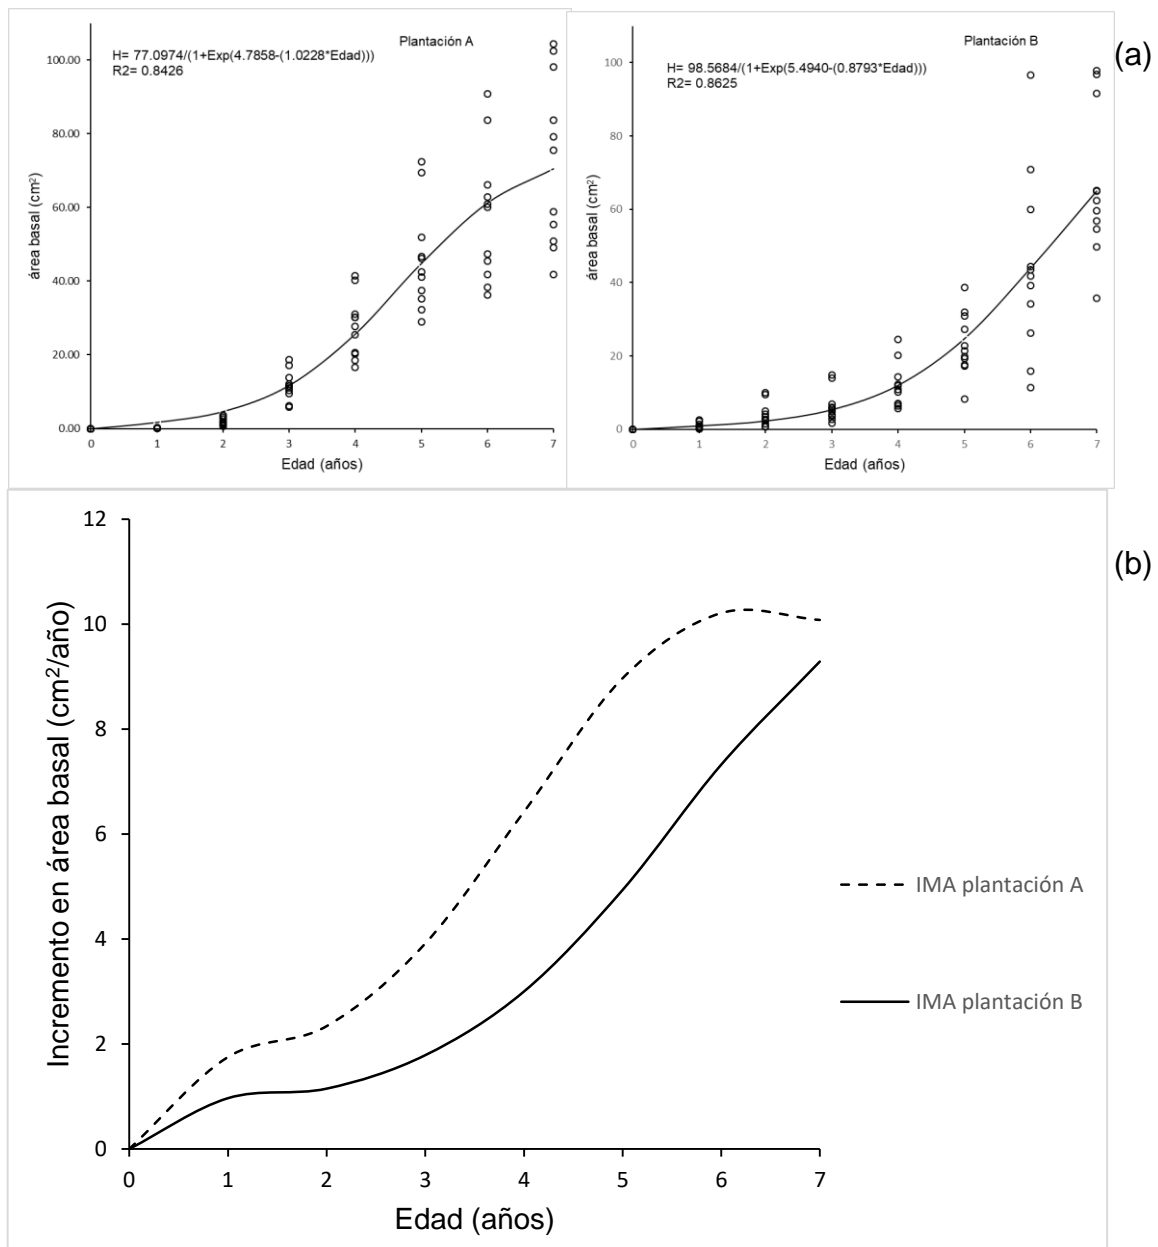 Plantación A
H= 77.0974/(1+Exp(4.7858-(1.0228*Edad)))
R2= 0.8426
100.00
80.00
60.00
40.00
20.00
0.00
área basal (cm²)
0 1 2 3 4 5 6 7
Edad (años)
Plantación B
H= 98.5684/(1+Exp(5.4940-(0.8793*Edad)))
R2= 0.8625
100
80
60
40
20
0
área basal (cm²)
0 1 2 3 4 5 6 7
Edad (años)
(a)
12
10
8
6
4
2
0
Incremento en área basal (cm²/año)
0 1 2 3 4 5 6 7
Edad (años)
IMA plantación A
IMA plantación B
(b)